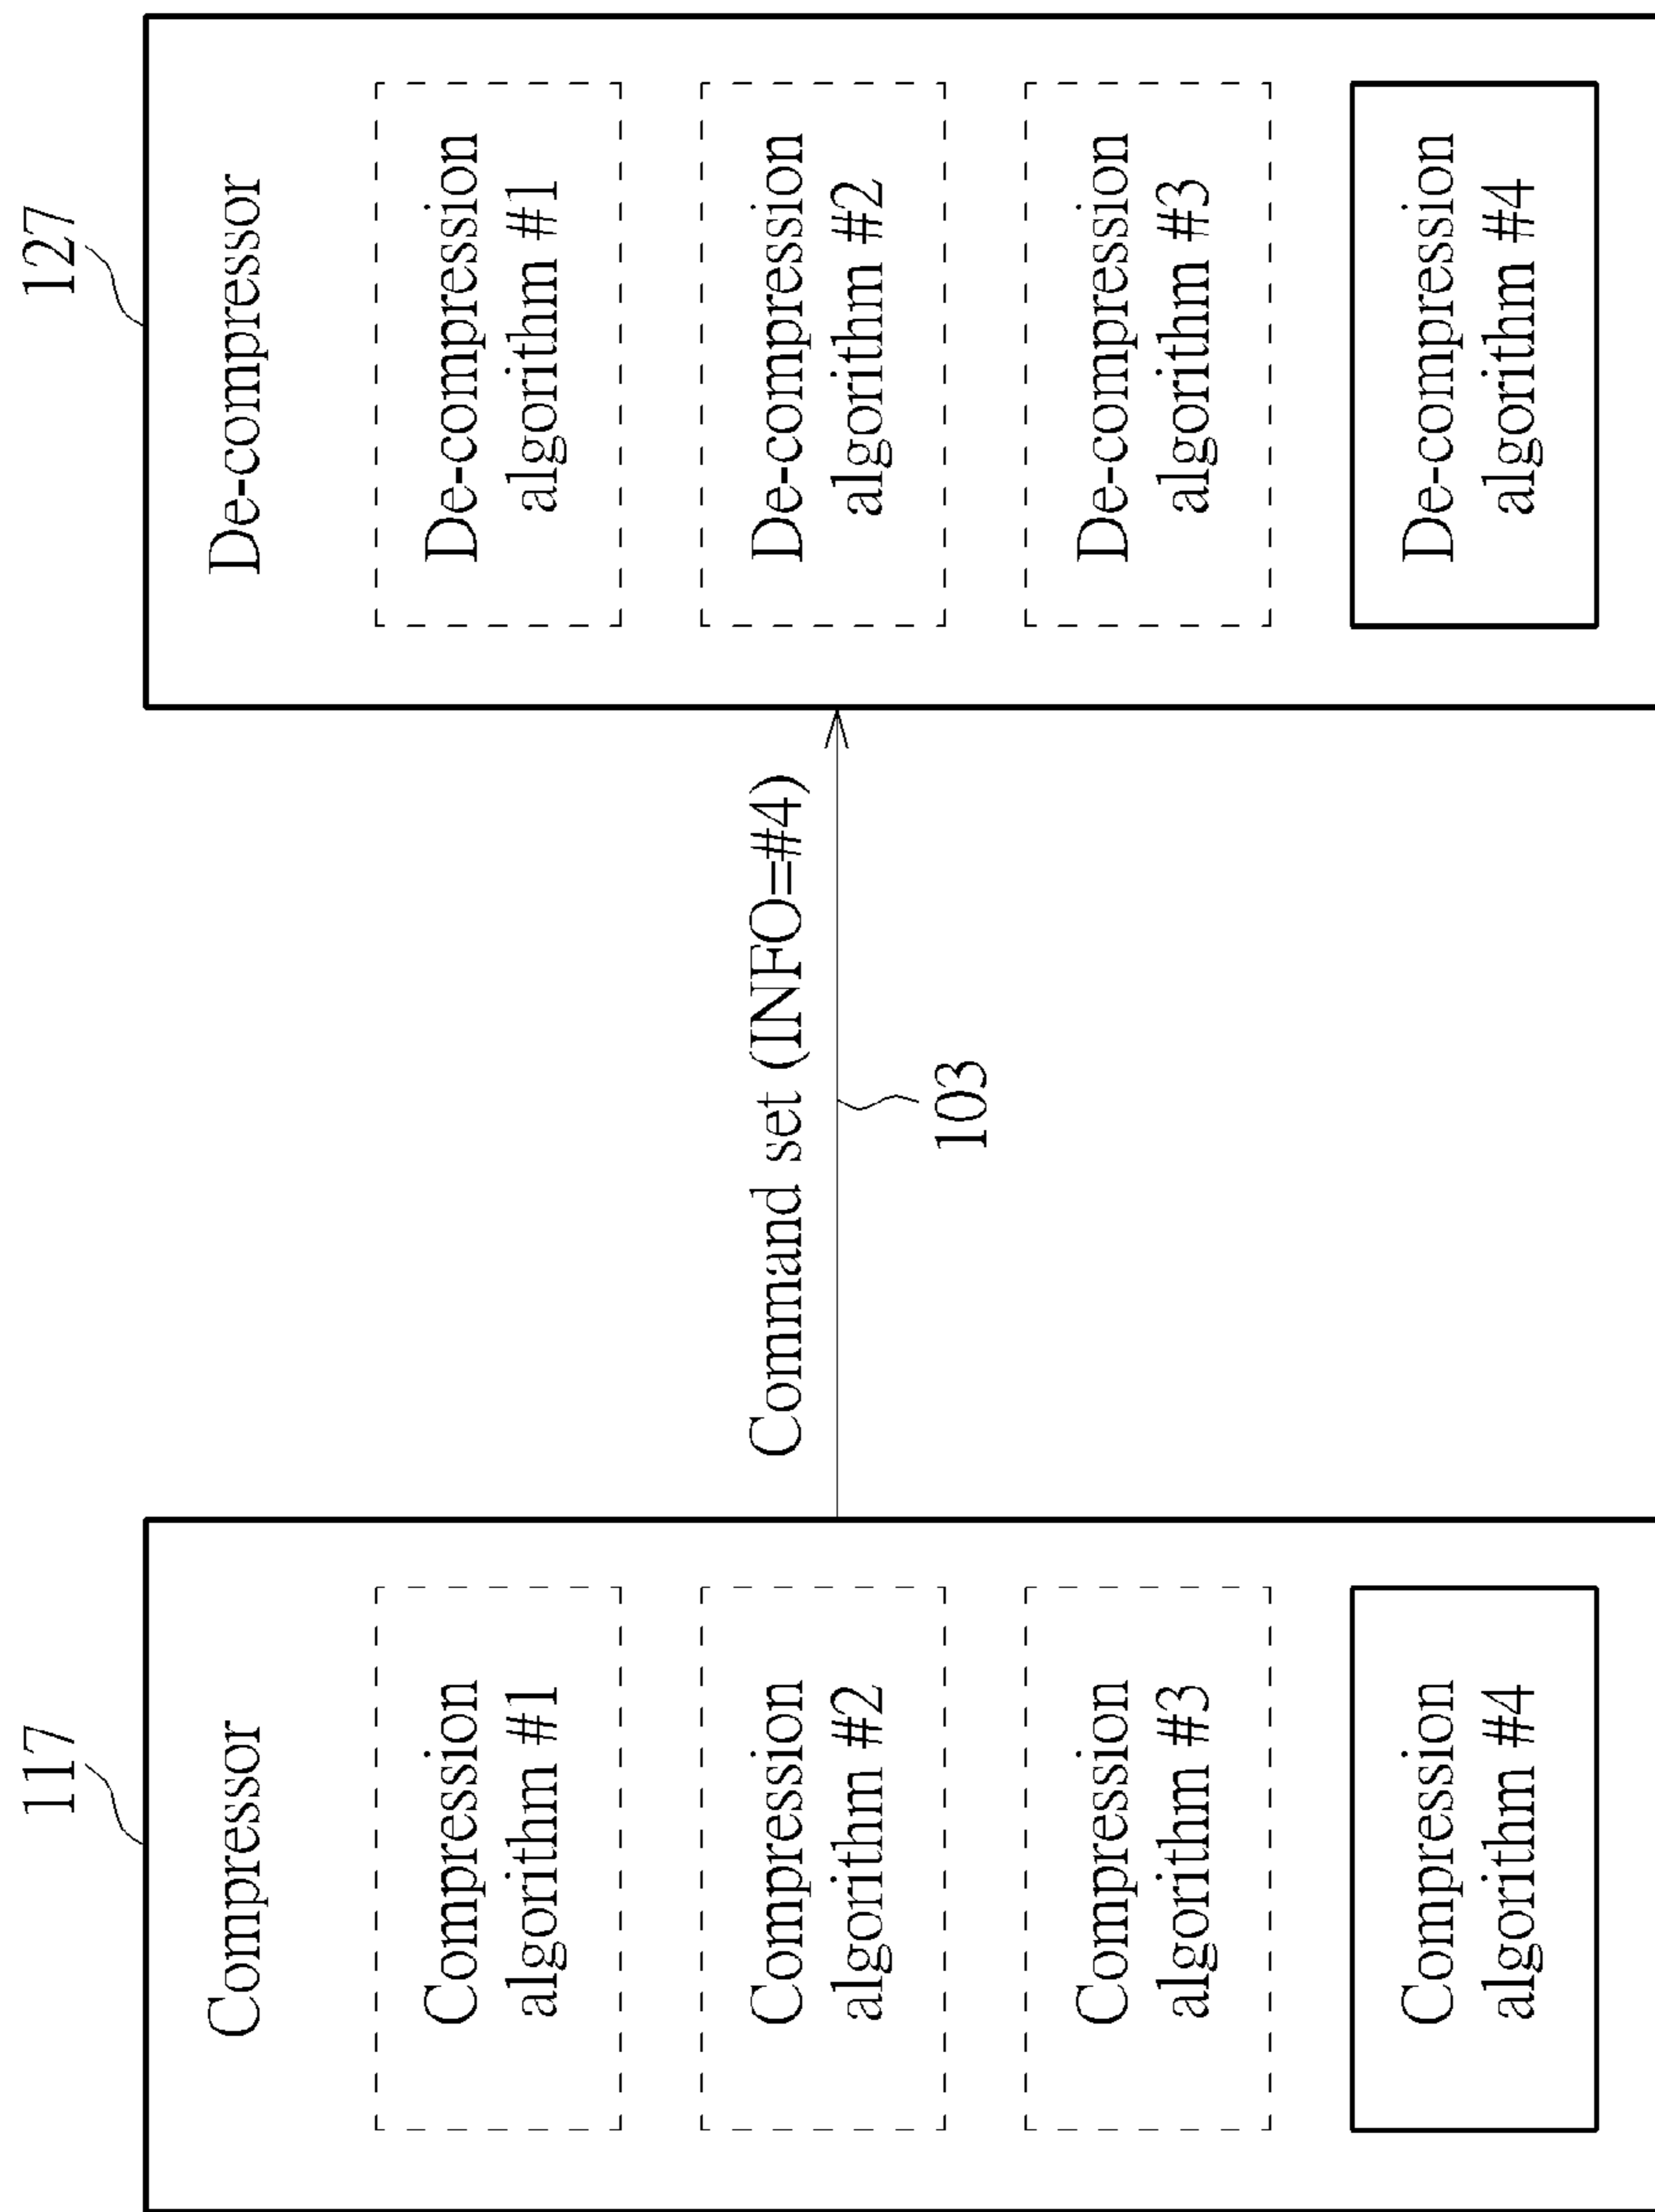 117
Compressor
Compression
algorithm #1
Compression
algorithm #2
Compression
algorithm #3
Compression
algorithm #4
Command set (INFO=#4)
103
127
De-compressor
De-compression
algorithm #1
De-compression
algorithm #2
De-compression
algorithm #3
De-compression
algorithm #4